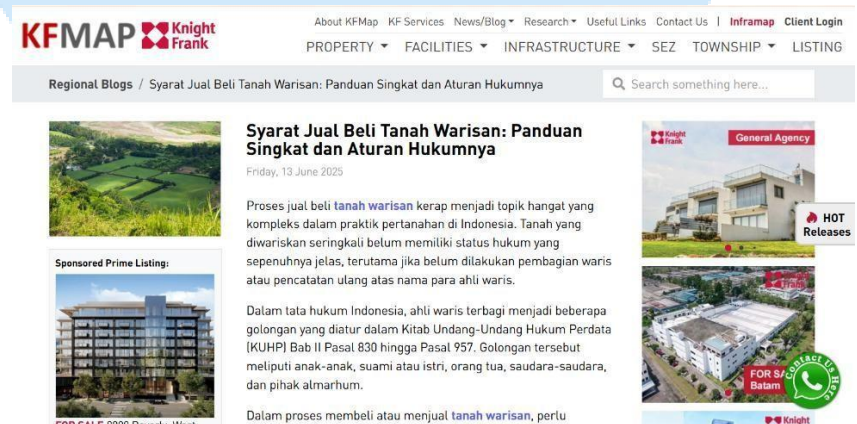 KFMAP Knight Frank
About KFMap KF Services News/Blog Research Useful Links Contact Us | Inframap Client Login
PROPERTY FACILITIES INFRASTRUCTURE SEZ TOWNSHIP LISTING
Regional Blogs / Syarat Jual Beli Tanah Warisan: Panduan Singkat dan Aturan Hukumnya
Search something here...
Syarat Jual Beli Tanah Warisan: Panduan
Singkat dan Aturan Hukumnya
Friday, 13 June 2025
Proses jual beli tanah warisan kerap menjadi topik hangat yang
kompleks dalam praktik pertanahan di Indonesia. Tanah yang
diwariskan seringkali belum memiliki status hukum yang
sepenuhnya jelas, terutama jika belum dilakukan pembagian waris
atau pencatatan ulang atas nama para ahli waris.
Dalam tata hukum Indonesia, ahli waris terbagi menjadi beberapa
golongan yang diatur dalam Kitab Undang-Undang Hukum Perdata
(KUHP) Bab II Pasal 830 hingga Pasal 957. Golongan tersebut
meliputi anak-anak, suami atau istri, orang tua, saudara-saudara,
dan pihak almarhum.
Dalam proses membeli atau menjual tanah warisan, perlu
Sponsored Prime Listing:
FOR SALE
Knight Frank
General Agency
HOT
Releases
Knight Frank
FOR SA
Batam
Contact Us Here
Knight